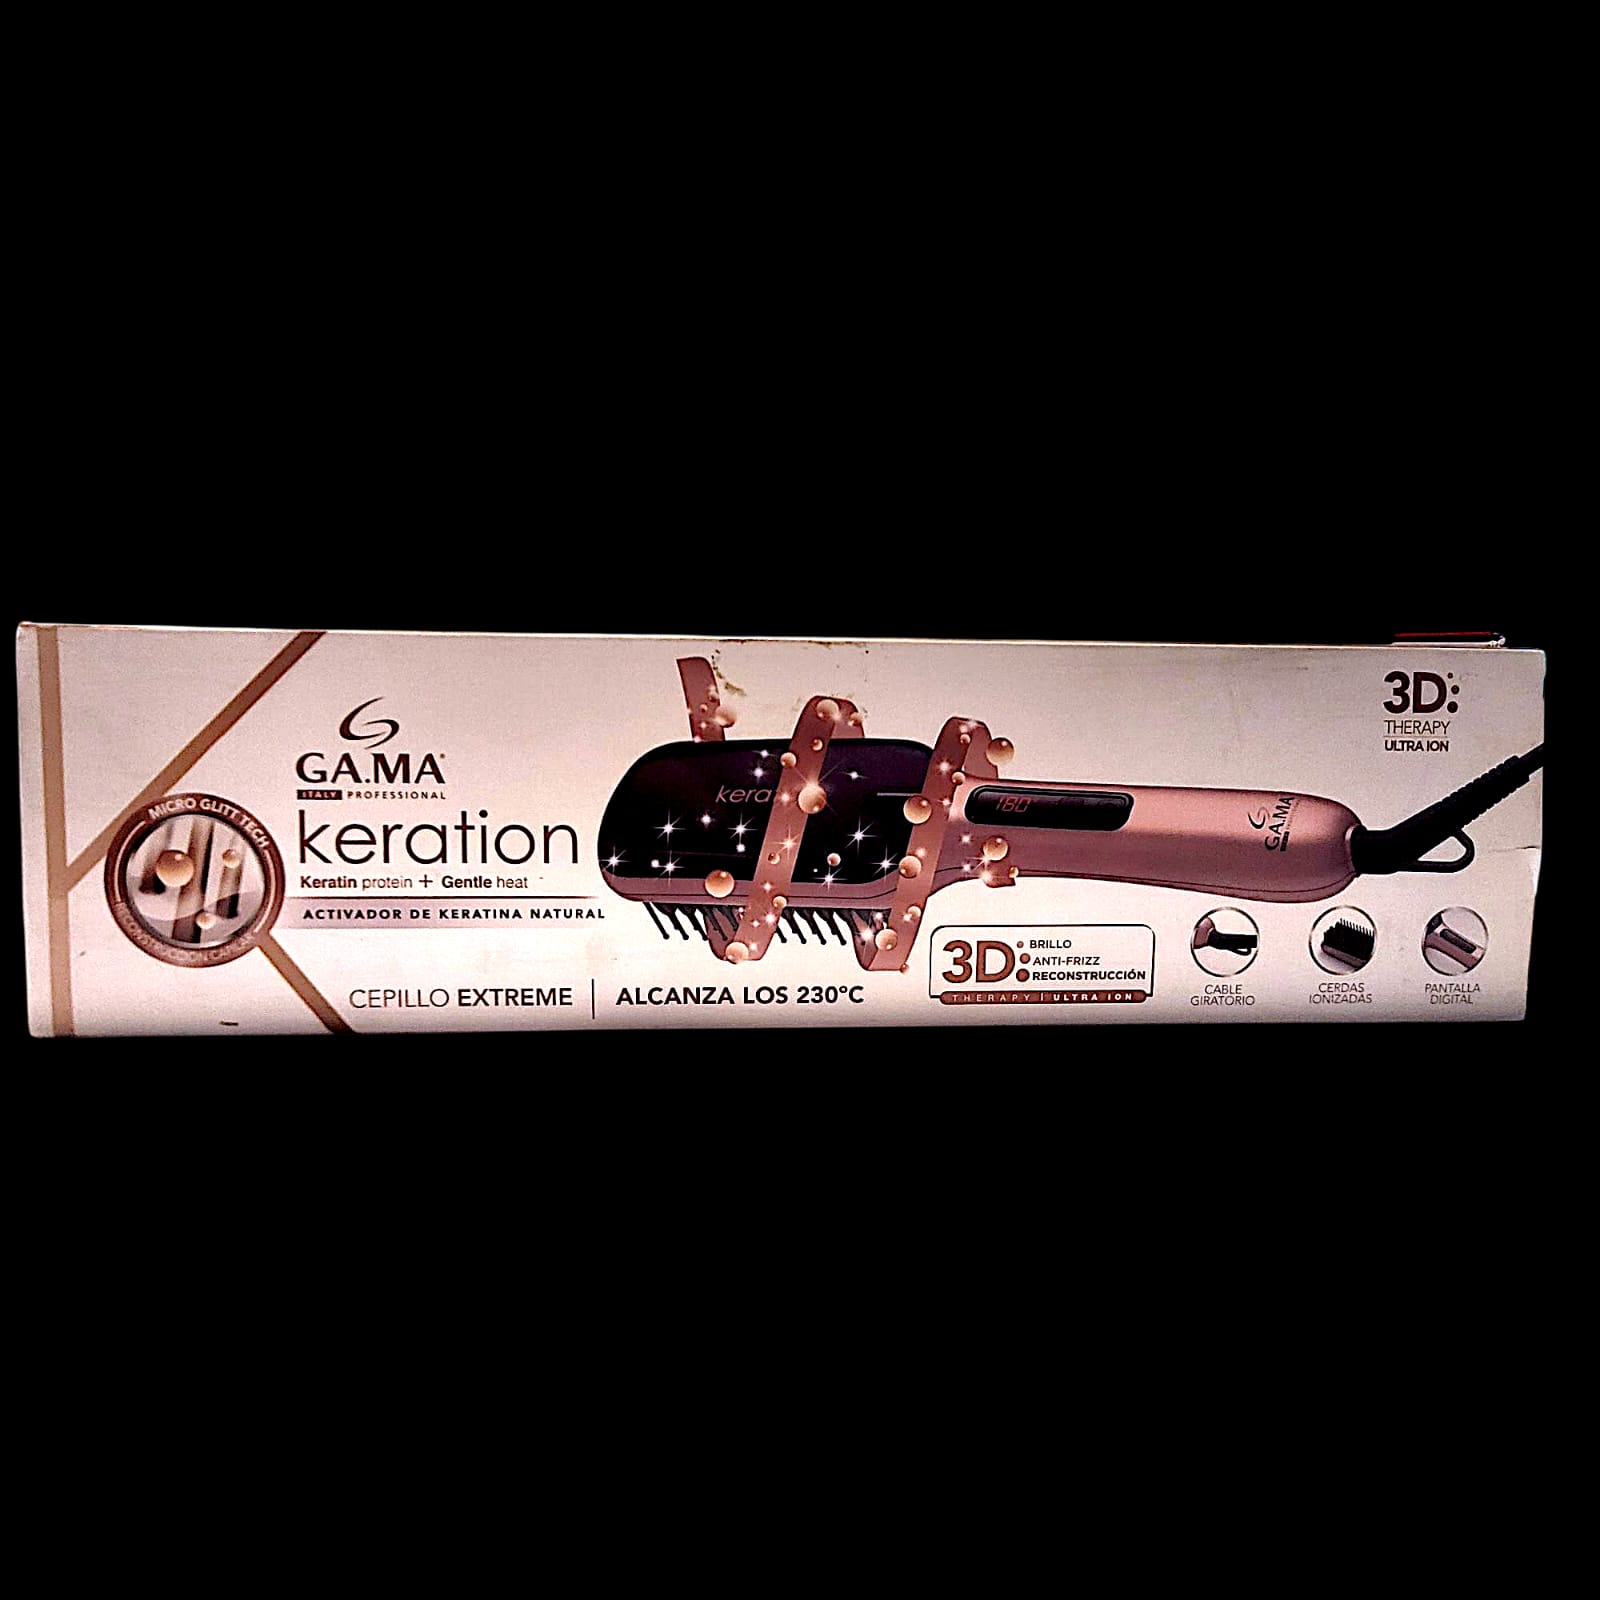 3D:
THERAPY
ULTRA ION
GA.MA
ITALY PROFESSIONAL
MICRO GLITT TECH
keration
Keratin protein + Gentle heat
ACTIVADOR DE KERATINA NATURAL
kera
180
GA.MA
CEPILLO EXTREME | ALCANZA LOS 230°C
3D:
BRILLO
ANTI-FRIZZ
RECONSTRUCCIÓN
THERAPY | ULTRA ION
CABLE
GIRATORIO
CERDAS
IONIZADAS
PANTALLA
DIGITAL